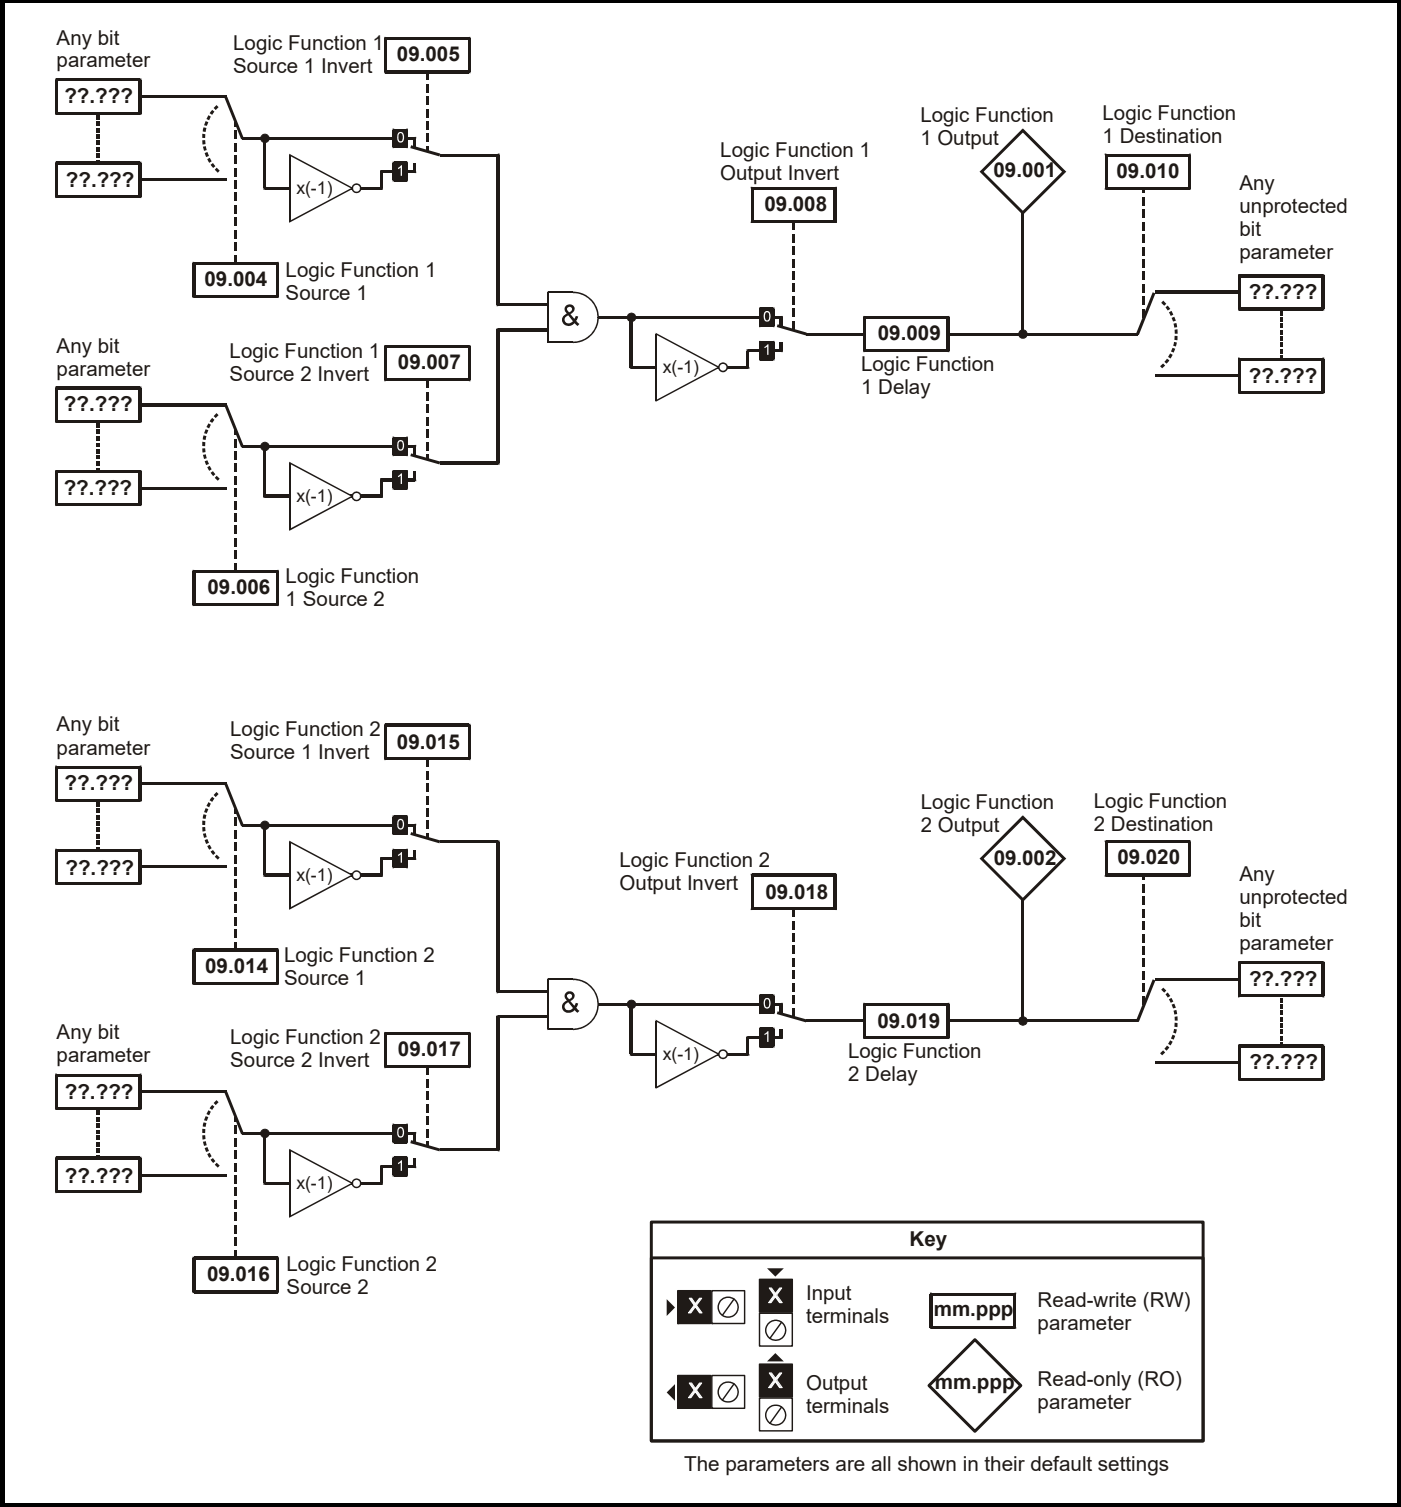 Any bit
parameter
??.???
??.???
Logic Function 1
Source 1 Invert
09.005
0
1
x(-1)
09.004
Logic Function 1
Source 1
Any bit
parameter
??.???
??.???
Logic Function 1
Source 2 Invert
09.007
0
1
x(-1)
09.006
Logic Function
1 Source 2
&
Logic Function 1
Output Invert
09.008
0
1
x(-1)
09.009
Logic Function
1 Delay
Logic Function
1 Output
09.001
Logic Function
1 Destination
09.010
Any
unprotected
bit
parameter
??.???
??.???
Any bit
parameter
??.???
??.???
Logic Function 2
Source 1 Invert
09.015
0
1
x(-1)
09.014
Logic Function 2
Source 1
Any bit
parameter
??.???
??.???
Logic Function 2
Source 2 Invert
09.017
0
1
x(-1)
09.016
Logic Function 2
Source 2
&
Logic Function 2
Output Invert
09.018
0
1
x(-1)
09.019
Logic Function
2 Delay
Logic Function
2 Output
09.002
Logic Function
2 Destination
09.020
Any
unprotected
bit
parameter
??.???
??.???
Key
X
X
Input
terminals
mm.ppp
Read-write (RW)
parameter
X
X
Output
terminals
mm.ppp
Read-only (RO)
parameter
The parameters are all shown in their default settings